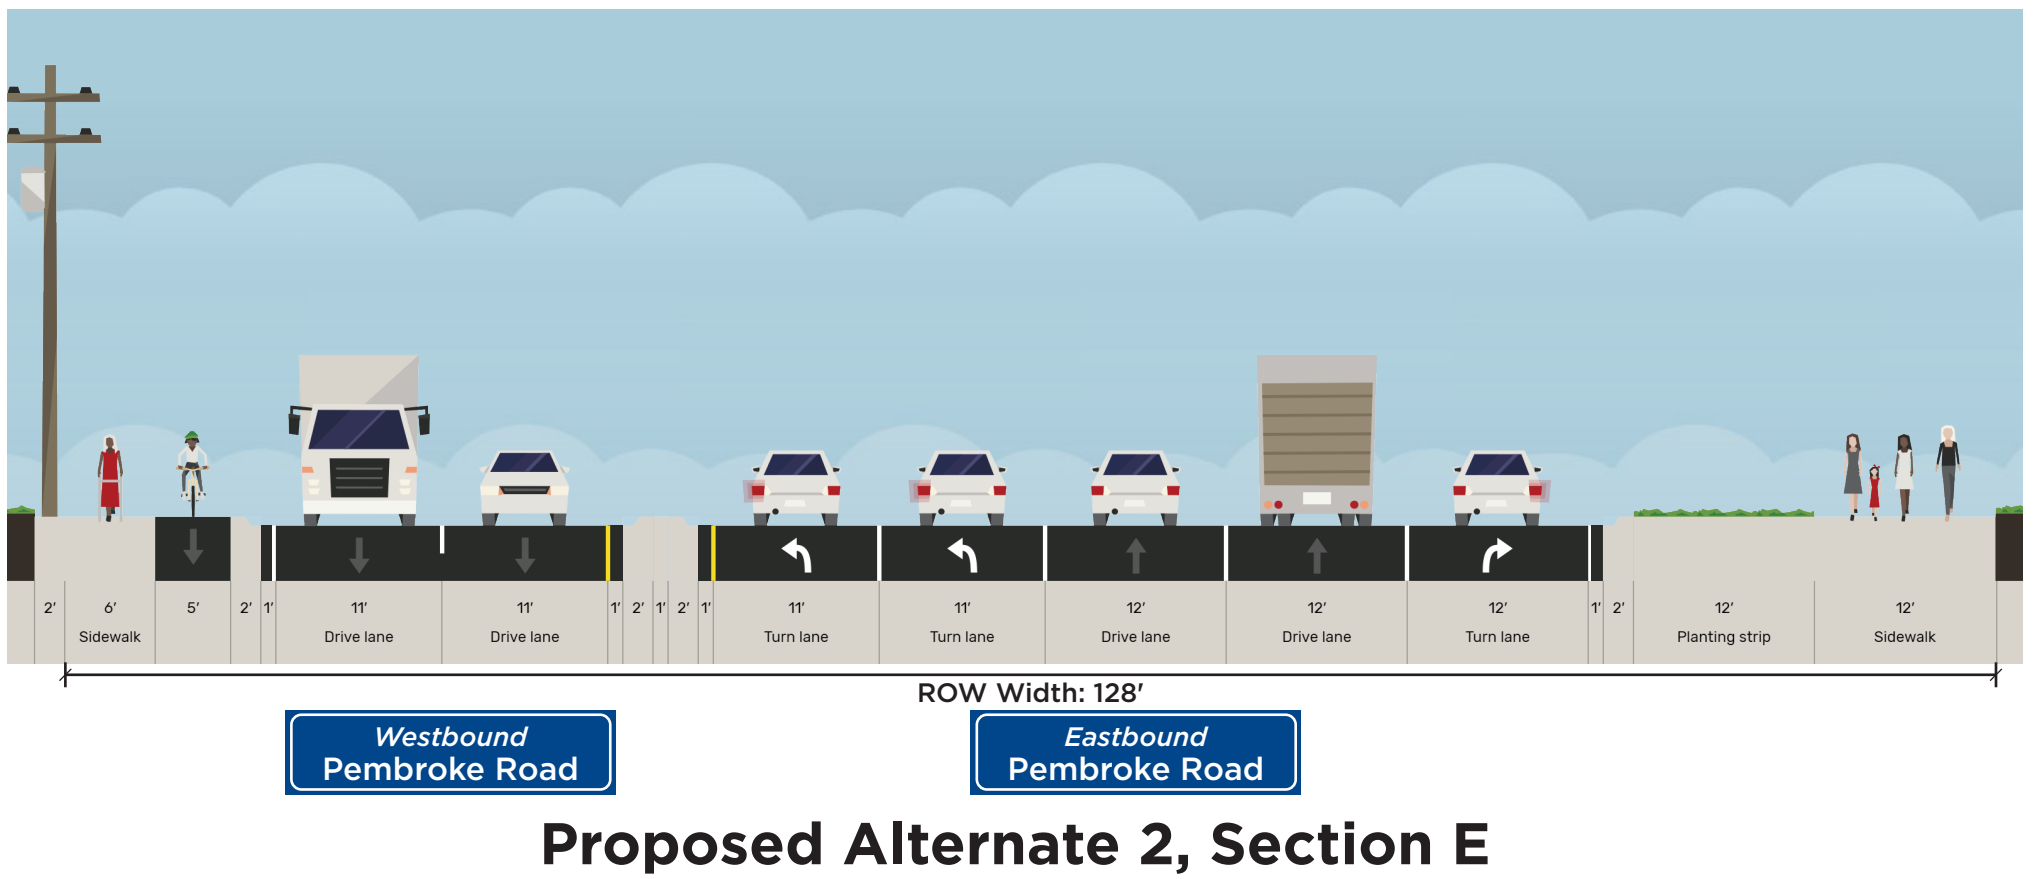 2' 6' 5' 2' 1' 11' 11' 1' 2' 1' 2' 1' 11' 11' 12' 12' 12' 1' 2' 12' 12'
Sidewalk Drive lane Drive lane Turn lane Turn lane Drive lane Drive lane Turn lane Planting strip Sidewalk
ROW Width: 128'
Westbound
Pembroke Road
Eastbound
Pembroke Road
Proposed Alternate 2, Section E